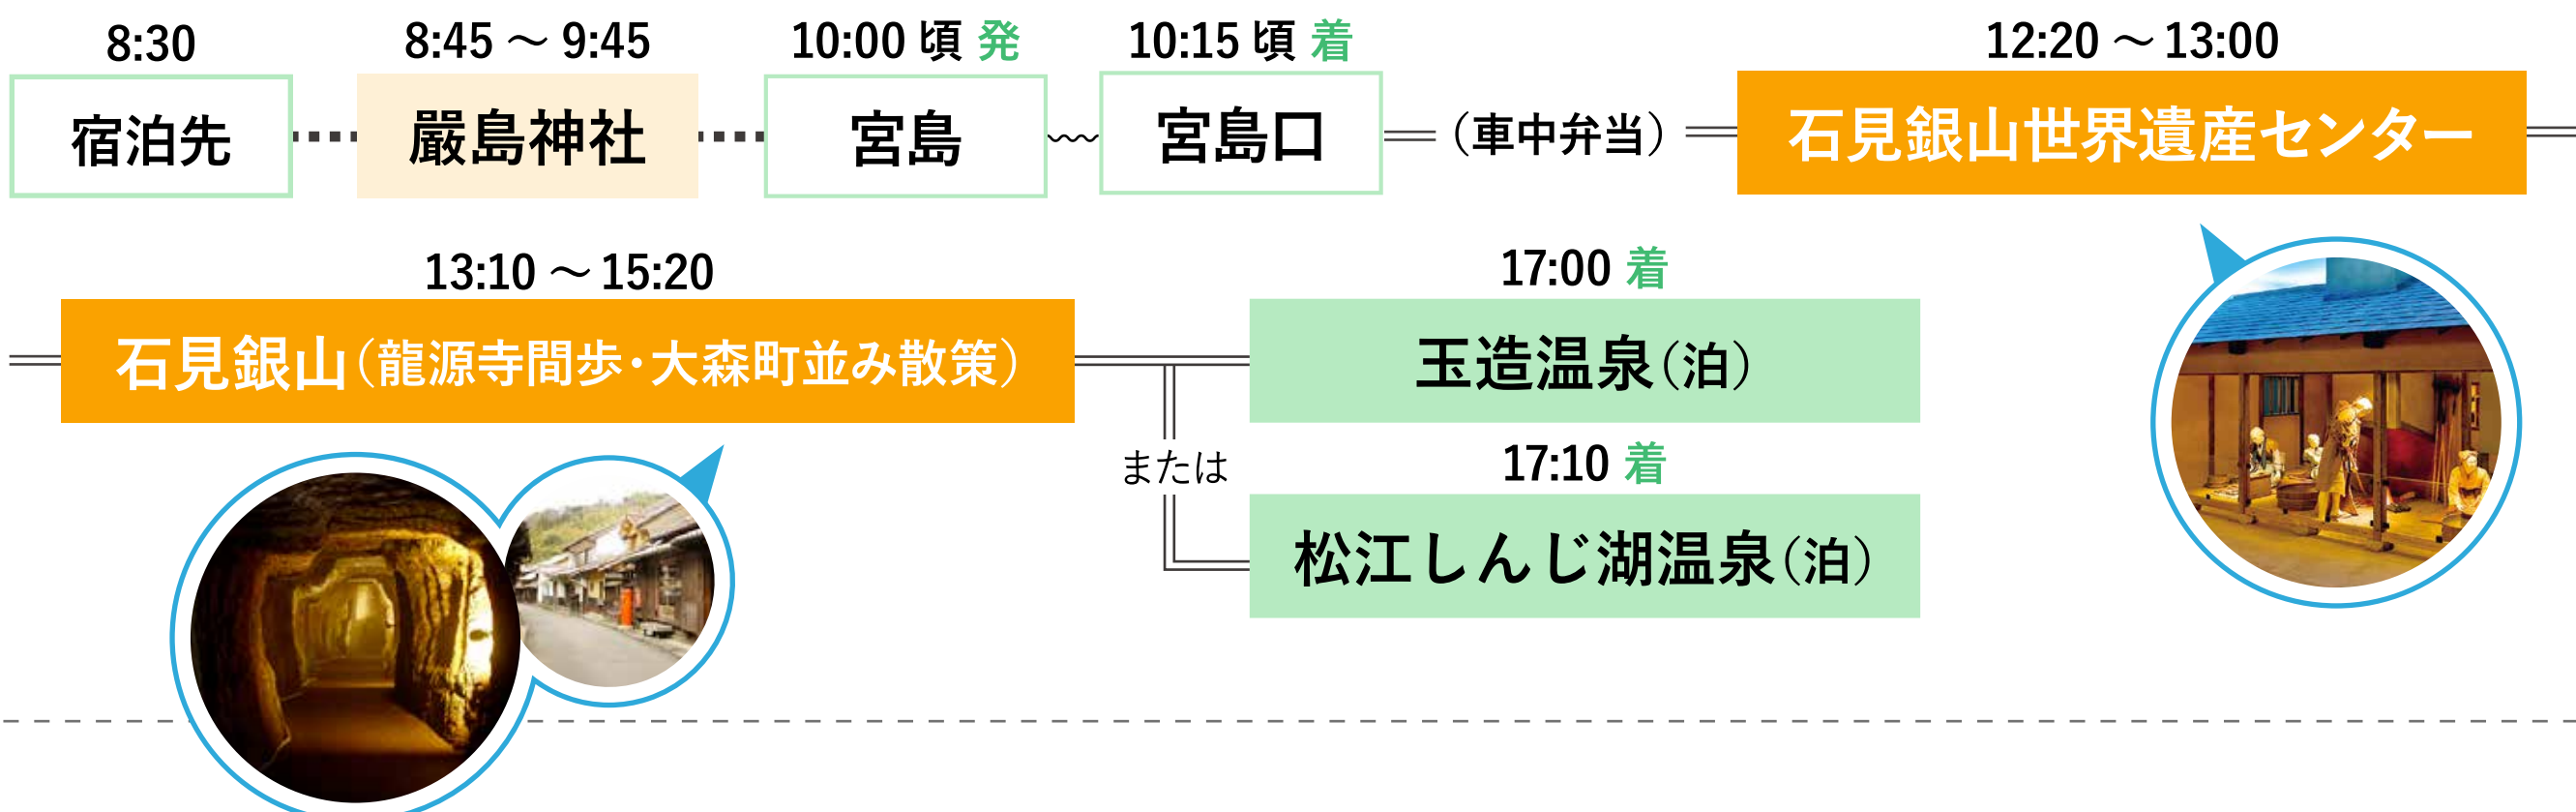 8:30 8:45 ～ 9:45 10:00 頃 発 10:15 頃 着 12:20 ～ 13:00
宿泊先 嚴島神社 宮島 宮島口 （車中弁当） 石見銀山世界遺産センター
13:10 ～ 15:20 17:00 着
石見銀山（龍源寺間歩・大森町並み散策） 玉造温泉（泊）
または 17:10 着
松江しんじ湖温泉（泊）